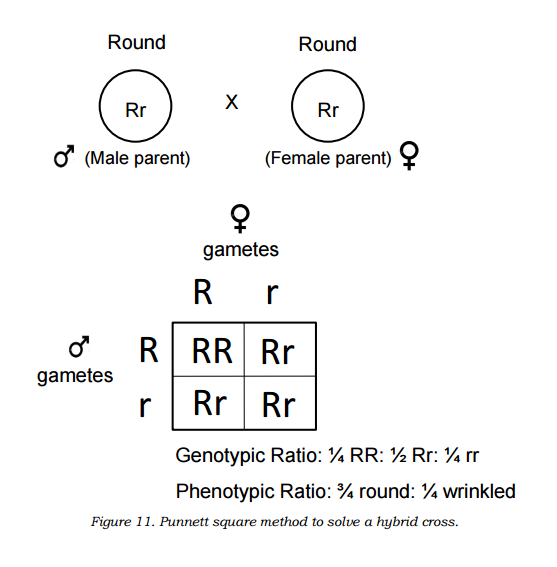 Round Round
Rr X Rr
♂ (Male parent) (Female parent) ♀
♀
gametes
R r
♂ R RR Rr
gametes
r Rr Rr
Genotypic Ratio: ¼ RR: ½ Rr: ¼ rr
Phenotypic Ratio: ¾ round: ¼ wrinkled
Figure 11. Punnett square method to solve a hybrid cross.